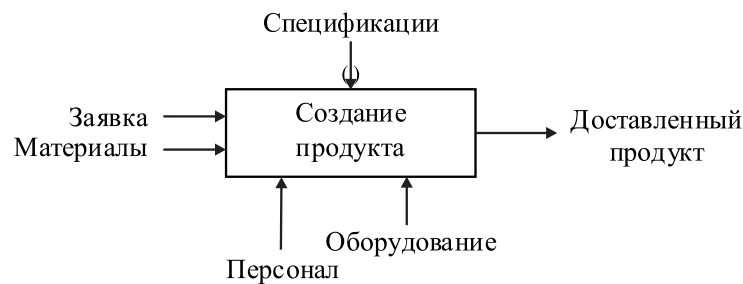 Спецификации
()
Заявка
Материалы
Создание
продукта
Доставленный
продукт
Оборудование
Персонал